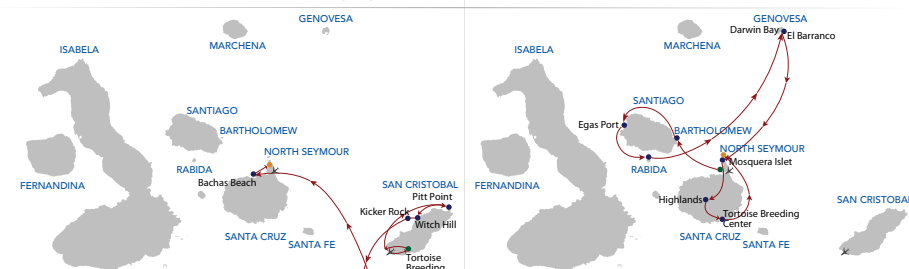 GENOVESA
MARCHENA
ISABELA
SANTIAGO
BARTHOLOMEW
NORTH SEYMOUR
RABIDA
Bachas Beach
FERNANDINA
SAN CRISTOBAL
Pitt Point
Kicker Rock
Witch Hill
SANTA CRUZ
SANTA FE
Tortoise
Breeding
GENOVESA
Darwin Bay
El Barranco
MARCHENA
ISABELA
SANTIAGO
Egas Port
BARTHOLOMEW
NORTH SEYMOUR
Mosquera Islet
RABIDA
FERNANDINA
Highlands
Tortoise Breeding
Center
SAN CRISTOBAL
SANTA CRUZ
SANTA FE